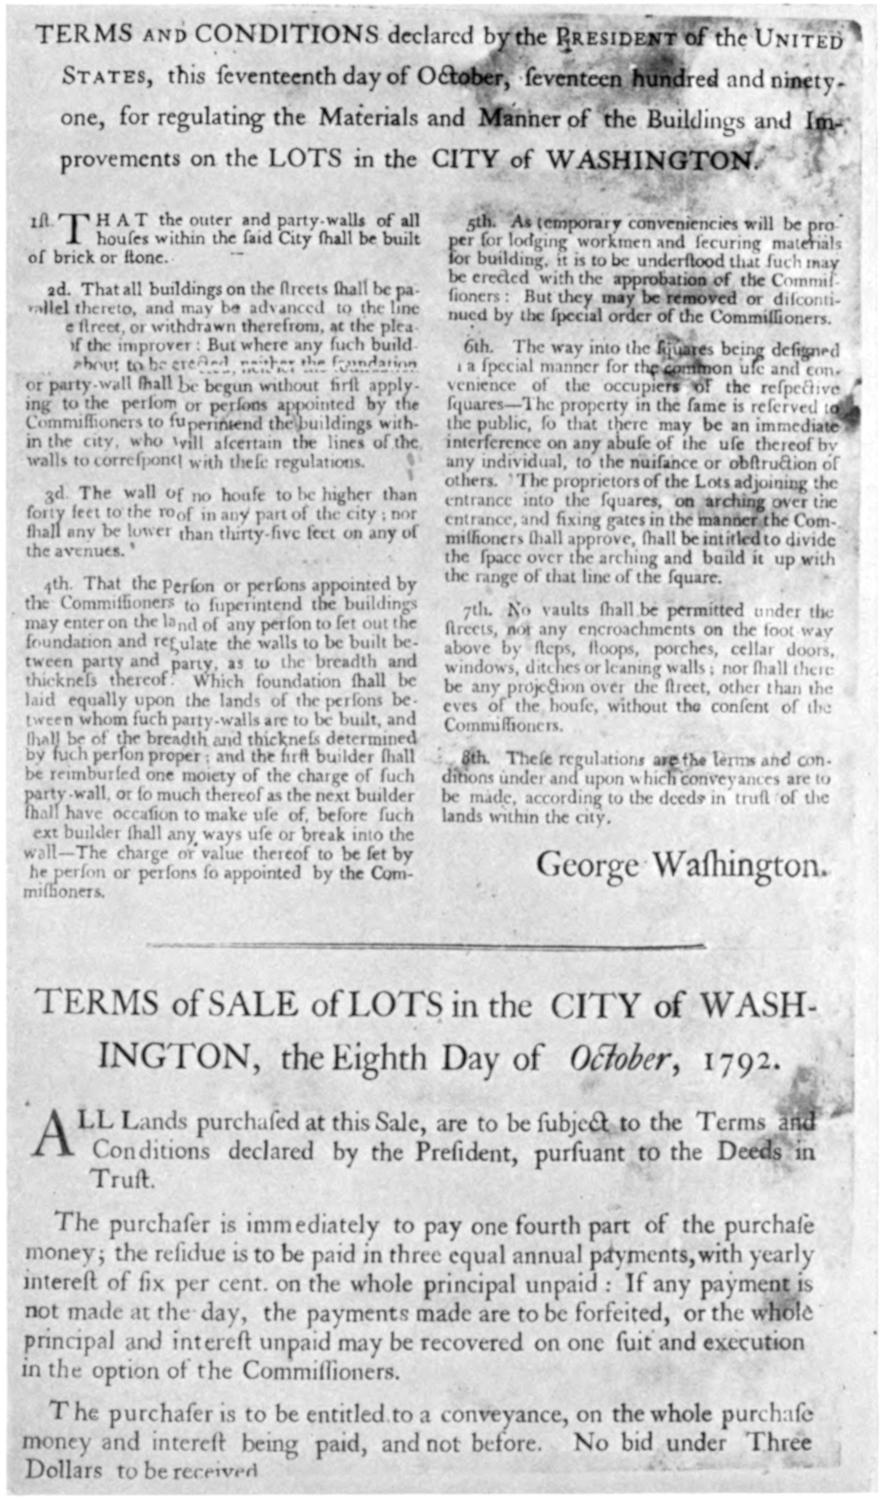 TERMS AND CONDITIONS declared by the PRESIDENT of the UNITED
STATES, this ſeventeenth day of October, ſeventeen hundred and ninety-
one, for regulating the Materials and Manner of the Buildings and Im-
provements on the LOTS in the CITY of WASHINGTON.
1ſt. THAT the outer and party-walls of all
houſes within the ſaid City ſhall be built
of brick or ſtone.
2d. That all buildings on the ſtreets ſhall be pa-
rallel thereto, and may be advanced to the line
e ſtreet, or withdrawn therefrom, at the plea-
if the improver : But where any ſuch build-
about to be erected, neither the foundation
or party-wall ſhall be begun without firſt apply-
ing to the perſom or perſons appointed by the
Commiſſioners to ſuperintend the buildings with-
in the city, who will aſcertain the lines of the
walls to correſpond with theſe regulations.
3d. The wall of no houſe to be higher than
forty feet to the roof in any part of the city ; nor
ſhall any be lower than thirty-five feet on any of
the avenues.
4th. That the perſon or perſons appointed by
the Commiſſioners to ſuperintend the buildings
may enter on the land of any perſon to ſet out the
foundation and regulate the walls to be built be-
tween party and party, as to the breadth and
thickneſs thereof. Which foundation ſhall be
laid equally upon the lands of the perſons be-
tween whom ſuch party-walls are to be built, and
ſhall be of the breadth and thickneſs determined
by ſuch perſon proper ; and the firſt builder ſhall
be reimburſed one moiety of the charge of ſuch
party-wall, or ſo much thereof as the next builder
ſhall have occaſion to make uſe of, before ſuch
ext builder ſhall any ways uſe or break into the
wall—The charge or value thereof to be ſet by
he perſon or perſons ſo appointed by the Com-
miſſioners.
5th. As temporary conveniencies will be pro-
per for lodging workmen and ſecuring materials
for building, it is to be underſtood that ſuch may
be erected with the approbation of the Commiſ-
ſioners : But they may be removed or diſconti-
nued by the ſpecial order of the Commiſſioners.
6th. The way into the ſquares being deſigned
a ſpecial manner for the common uſe and con-
venience of the occupiers of the reſpective
ſquares—The property in the ſame is reſerved to
the public, ſo that there may be an immediate
interference on any abuſe of the uſe thereof by
any individual, to the nuiſance or obſtruction of
others. The proprietors of the Lots adjoining the
entrance into the ſquares, on arching over the
entrance, and fixing gates in the manner the Com-
miſſioners ſhall approve, ſhall be intitled to divide
the ſpace over the arching and build it up with
the range of that line of the ſquare.
7th. No vaults ſhall be permitted under the
ſtreets, nor any encroachments on the foot-way
above by ſteps, ſtoops, porches, cellar doors,
windows, ditches or leaning walls ; nor ſhall there
be any projection over the ſtreet, other than the
eves of the houſe, without the conſent of the
Commiſſioners.
8th. Theſe regulations are the terms and con-
ditions under and upon which conveyances are to
be made, according to the deeds in truſt of the
lands within the city.
George Waſhington.
TERMS of SALE of LOTS in the CITY of WASH-
INGTON, the Eighth Day of October, 1792.
ALL Lands purchaſed at this Sale, are to be ſubject to the Terms and
Conditions declared by the Preſident, purſuant to the Deeds in
Truſt.
The purchaſer is immediately to pay one fourth part of the purchaſe
money; the reſidue is to be paid in three equal annual payments, with yearly
intereſt of ſix per cent. on the whole principal unpaid : If any payment is
not made at the day, the payments made are to be forfeited, or the whole
principal and intereſt unpaid may be recovered on one ſuit and execution
in the option of the Commiſſioners.
The purchaſer is to be entitled to a conveyance, on the whole purchaſe
money and intereſt being paid, and not before. No bid under Three
Dollars to be received